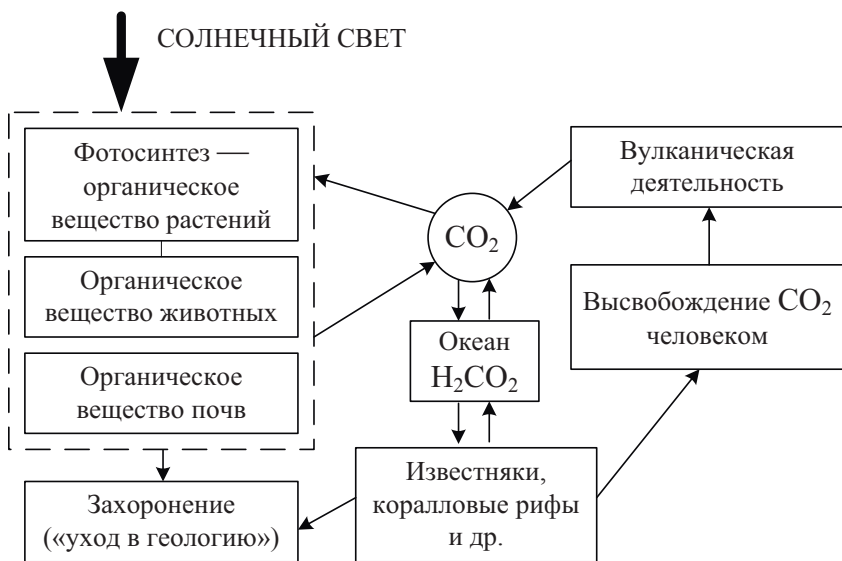 СОЛНЕЧНЫЙ СВЕТ
Фотосинтез —
органическое
вещество растений
Органическое
вещество животных
Органическое
вещество почв
Захоронение
(«уход в геологию»)
CO₂
Океан
H₂CO₂
Известняки,
коралловые рифы
и др.
Вулканическая
деятельность
Высвобождение CO₂
человеком